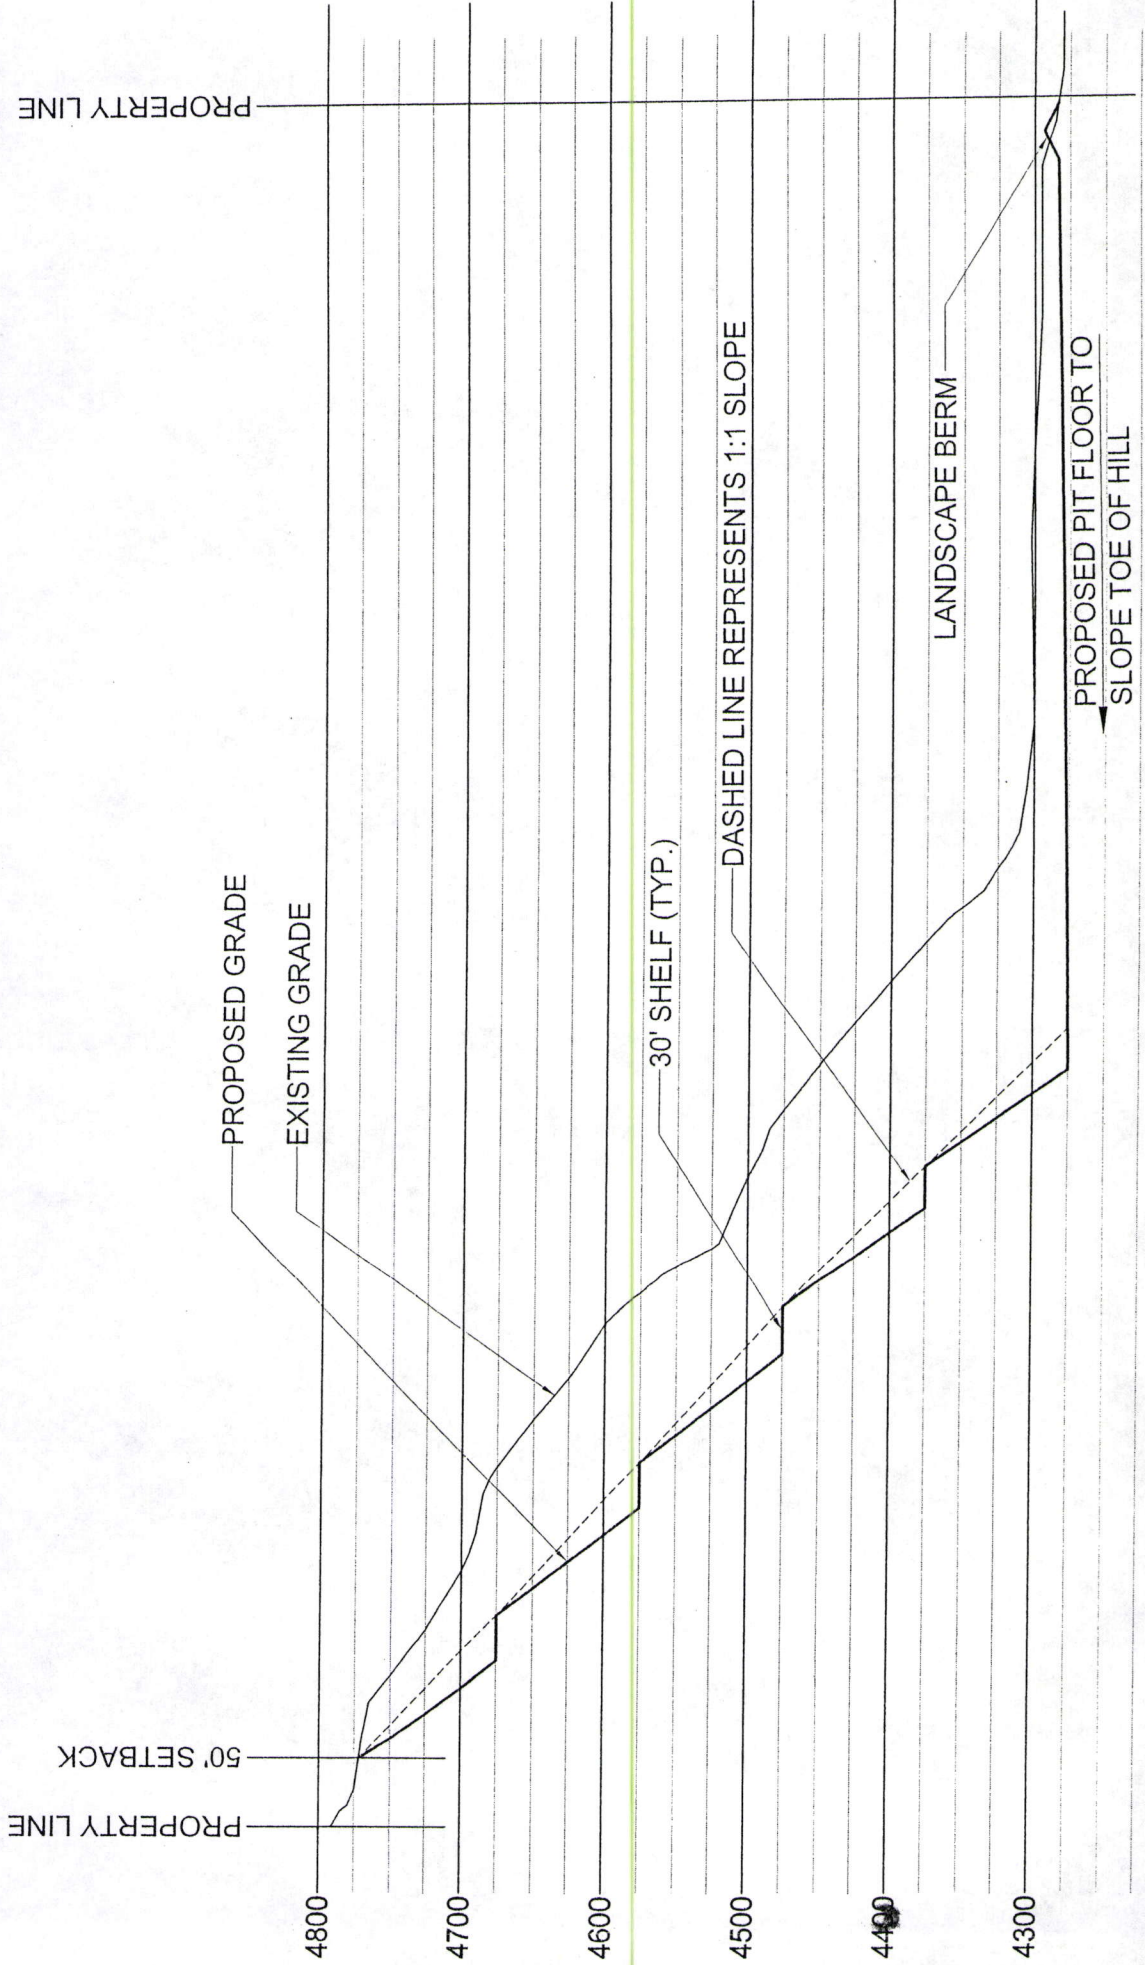 PROPERTY LINE
50' SETBACK
PROPERTY LINE
PROPOSED GRADE
EXISTING GRADE
30' SHELF (TYP.)
DASHED LINE REPRESENTS 1:1 SLOPE
LANDSCAPE BERM
PROPOSED PIT FLOOR TO
SLOPE TOE OF HILL
4800
4700
4600
4500
4400
4300